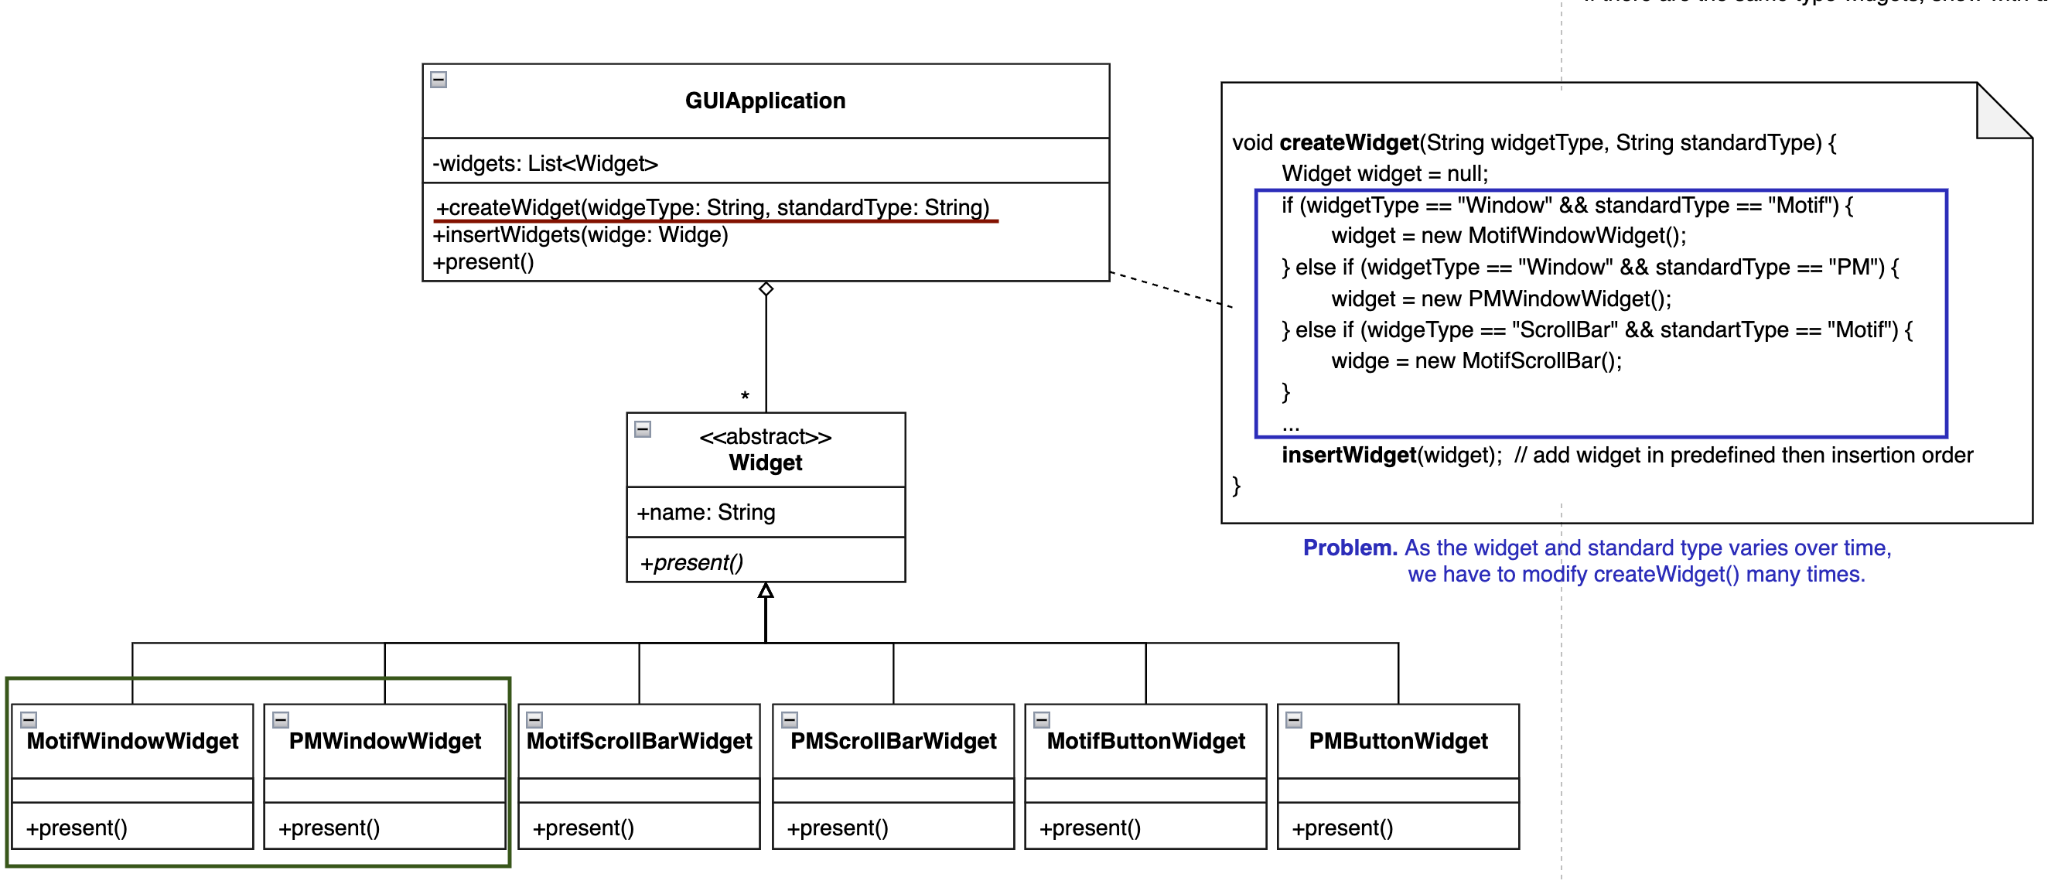 GUIApplication
-widgets: List<Widget>
+createWidget(widgeType: String, standardType: String)
+insertWidgets(widge: Widge)
+present()
void createWidget(String widgetType, String standardType) {
Widget widget = null;
if (widgetType == "Window" && standardType == "Motif") {
widget = new MotifWindowWidget();
} else if (widgetType == "Window" && standardType == "PM") {
widget = new PMWindowWidget();
} else if (widgeType == "ScrollBar" && standartType == "Motif") {
widge = new MotifScrollBar();
}
...
insertWidget(widget);  // add widget in predefined then insertion order
}
Problem. As the widget and standard type varies over time,
we have to modify createWidget() many times.
*
<<abstract>>
Widget
+name: String
+present()
MotifWindowWidget
+present()
PMWindowWidget
+present()
MotifScrollBarWidget
+present()
PMScrollBarWidget
+present()
MotifButtonWidget
+present()
PMButtonWidget
+present()